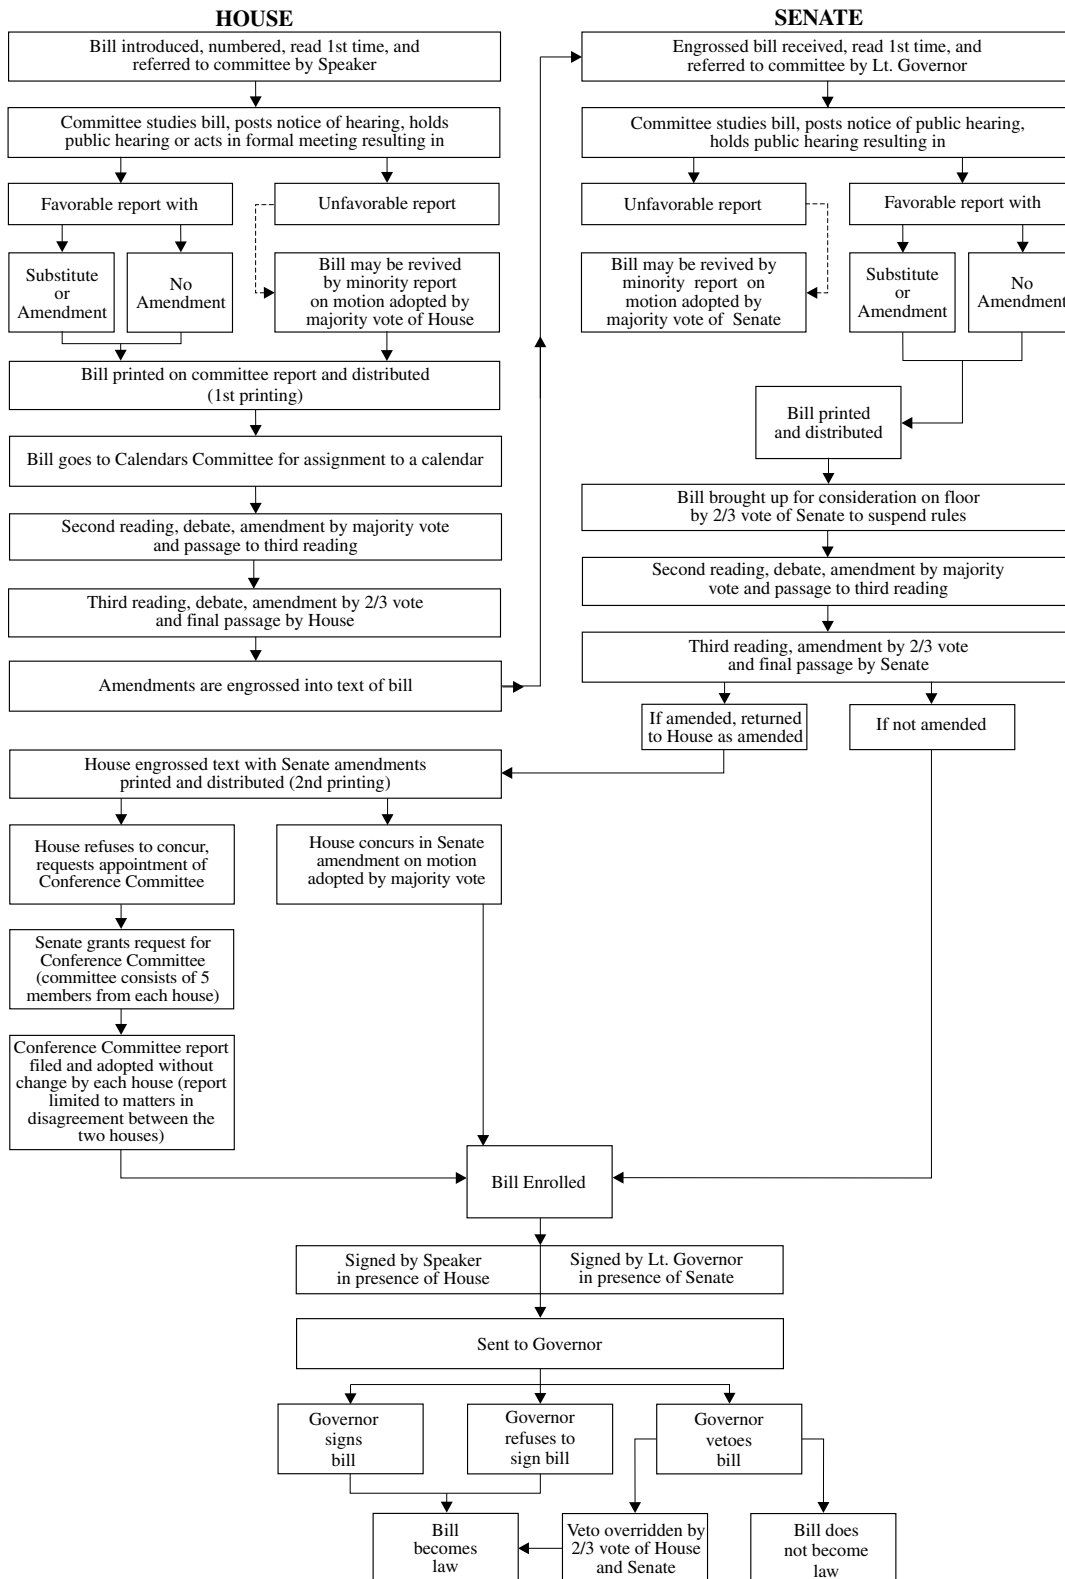 HOUSE
Bill introduced, numbered, read 1st time, and
referred to committee by Speaker
Committee studies bill, posts notice of hearing, holds
public hearing or acts in formal meeting resulting in
Favorable report with
Unfavorable report
Substitute
or
Amendment
No
Amendment
Bill may be revived
by minority report
on motion adopted by
majority vote of House
Bill printed on committee report and distributed
(1st printing)
Bill goes to Calendars Committee for assignment to a calendar
Second reading, debate, amendment by majority vote
and passage to third reading
Third reading, debate, amendment by 2/3 vote
and final passage by House
Amendments are engrossed into text of bill
SENATE
Engrossed bill received, read 1st time, and
referred to committee by Lt. Governor
Committee studies bill, posts notice of public hearing,
holds public hearing resulting in
Unfavorable report
Favorable report with
Bill may be revived by
minority report on
motion adopted by
majority vote of Senate
Substitute
or
Amendment
No
Amendment
Bill printed
and distributed
Bill brought up for consideration on floor
by 2/3 vote of Senate to suspend rules
Second reading, debate, amendment by majority
vote and passage to third reading
Third reading, amendment by 2/3 vote
and final passage by Senate
If amended, returned
to House as amended
If not amended
House engrossed text with Senate amendments
printed and distributed (2nd printing)
House refuses to concur,
requests appointment of
Conference Committee
House concurs in Senate
amendment on motion
adopted by majority vote
Senate grants request for
Conference Committee
(committee consists of 5
members from each house)
Conference Committee report
filed and adopted without
change by each house (report
limited to matters in
disagreement between the
two houses)
Bill Enrolled
Signed by Speaker
in presence of House
Signed by Lt. Governor
in presence of Senate
Sent to Governor
Governor
signs
bill
Governor
refuses to
sign bill
Governor
vetoes
bill
Bill
becomes
law
Veto overridden by
2/3 vote of House
and Senate
Bill does
not become
law